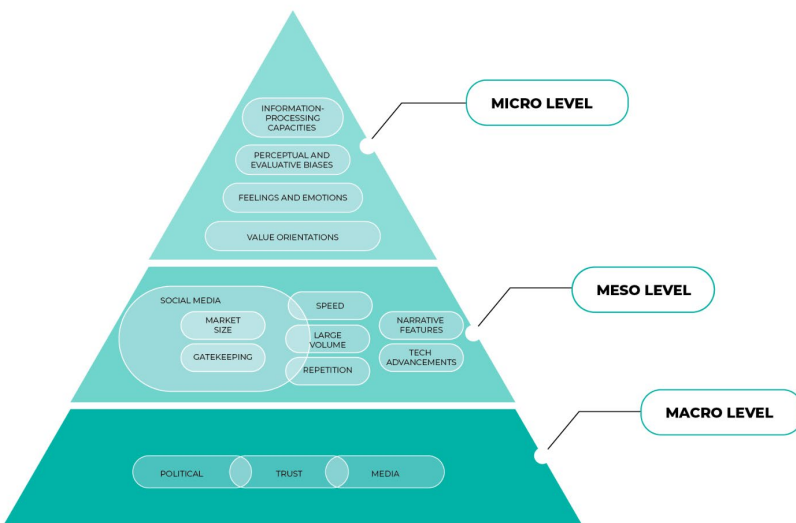 INFORMATION-
PROCESSING
CAPACITIES
MICRO LEVEL
PERCEPTUAL AND
EVALUATIVE BIASES
FEELINGS AND EMOTIONS
VALUE ORIENTATIONS
MESO LEVEL
SOCIAL MEDIA
MARKET
SIZE
GATEKEEPING
SPEED
LARGE
VOLUME
REPETITION
NARRATIVE
FEATURES
TECH
ADVANCEMENTS
MACRO LEVEL
POLITICAL
TRUST
MEDIA